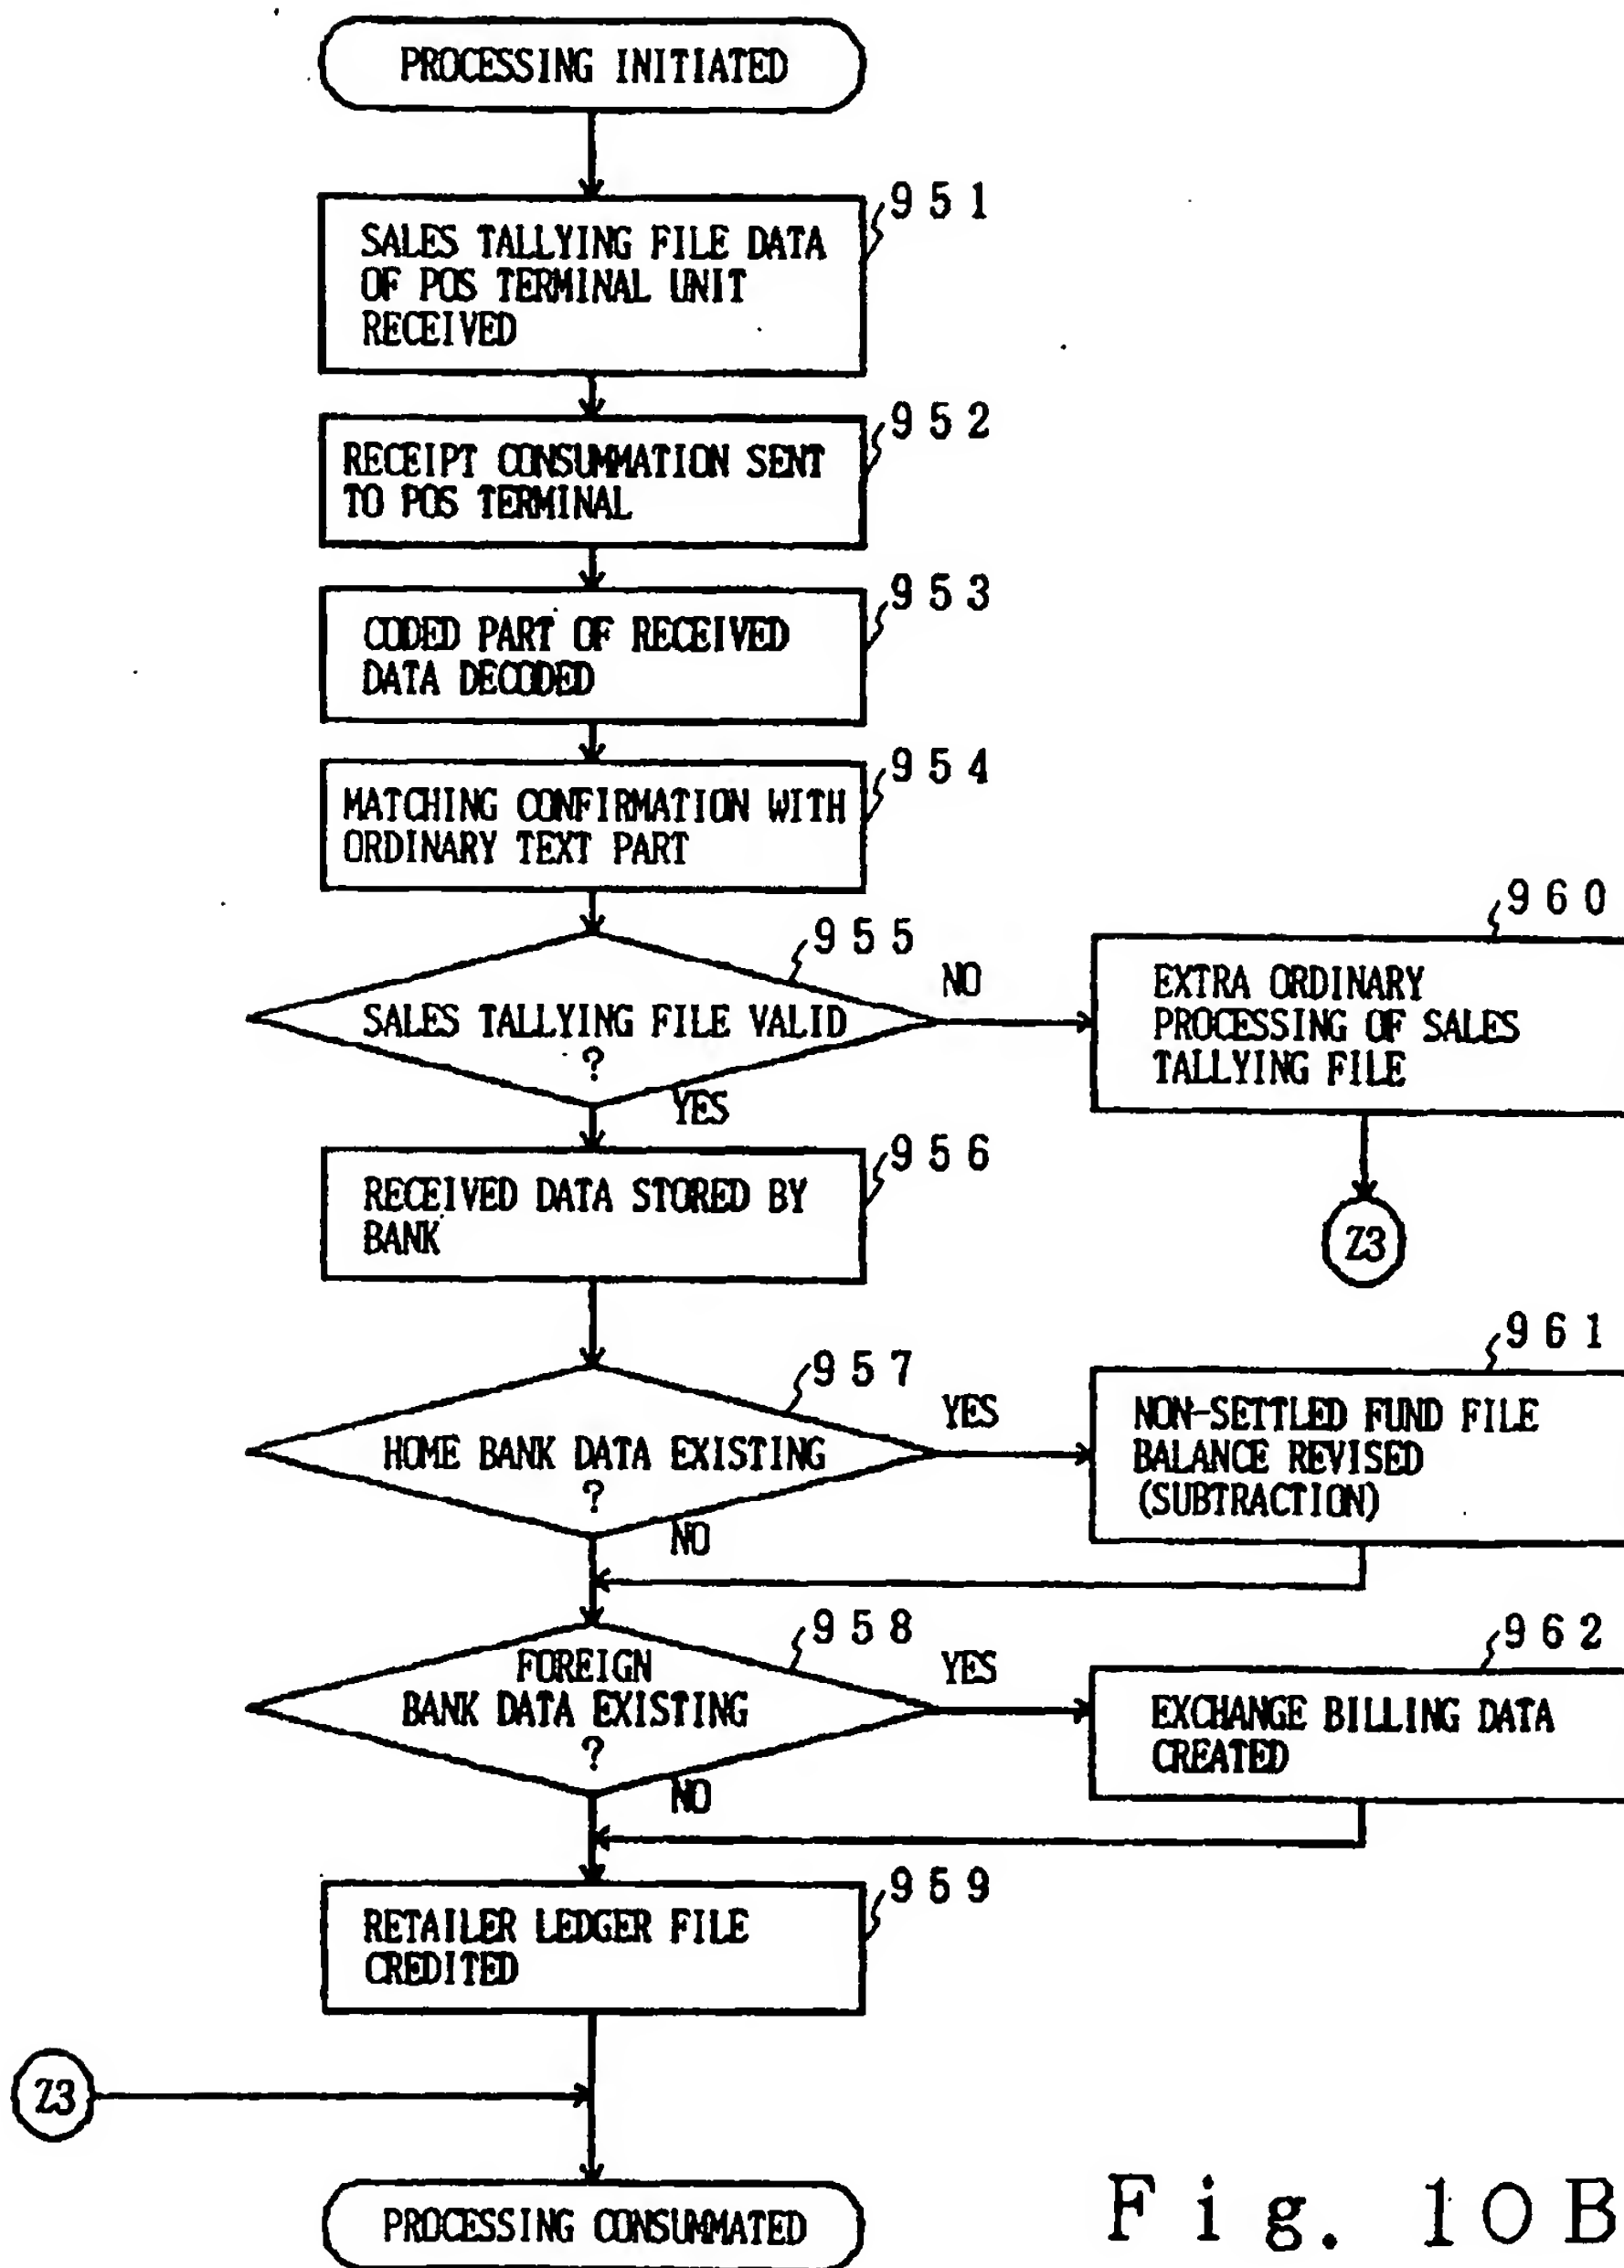 PROCESSING INITIATED
951
SALES TALLYING FILE DATA
OF POS TERMINAL UNIT
RECEIVED
952
RECEIPT CONSUMMATION SENT
TO POS TERMINAL
953
CODED PART OF RECEIVED
DATA DECODED
954
MATCHING CONFIRMATION WITH
ORDINARY TEXT PART
955
SALES TALLYING FILE VALID
?
NO
YES
960
EXTRA ORDINARY
PROCESSING OF SALES
TALLYING FILE
Z3
956
RECEIVED DATA STORED BY
BANK
957
HOME BANK DATA EXISTING
?
YES
NO
961
NON-SETTLED FUND FILE
BALANCE REVISED
(SUBTRACTION)
958
FOREIGN
BANK DATA EXISTING
?
YES
NO
962
EXCHANGE BILLING DATA
CREATED
959
RETAILER LEDGER FILE
CREDITED
Z3
PROCESSING CONSUMMATED
Fig. 10B